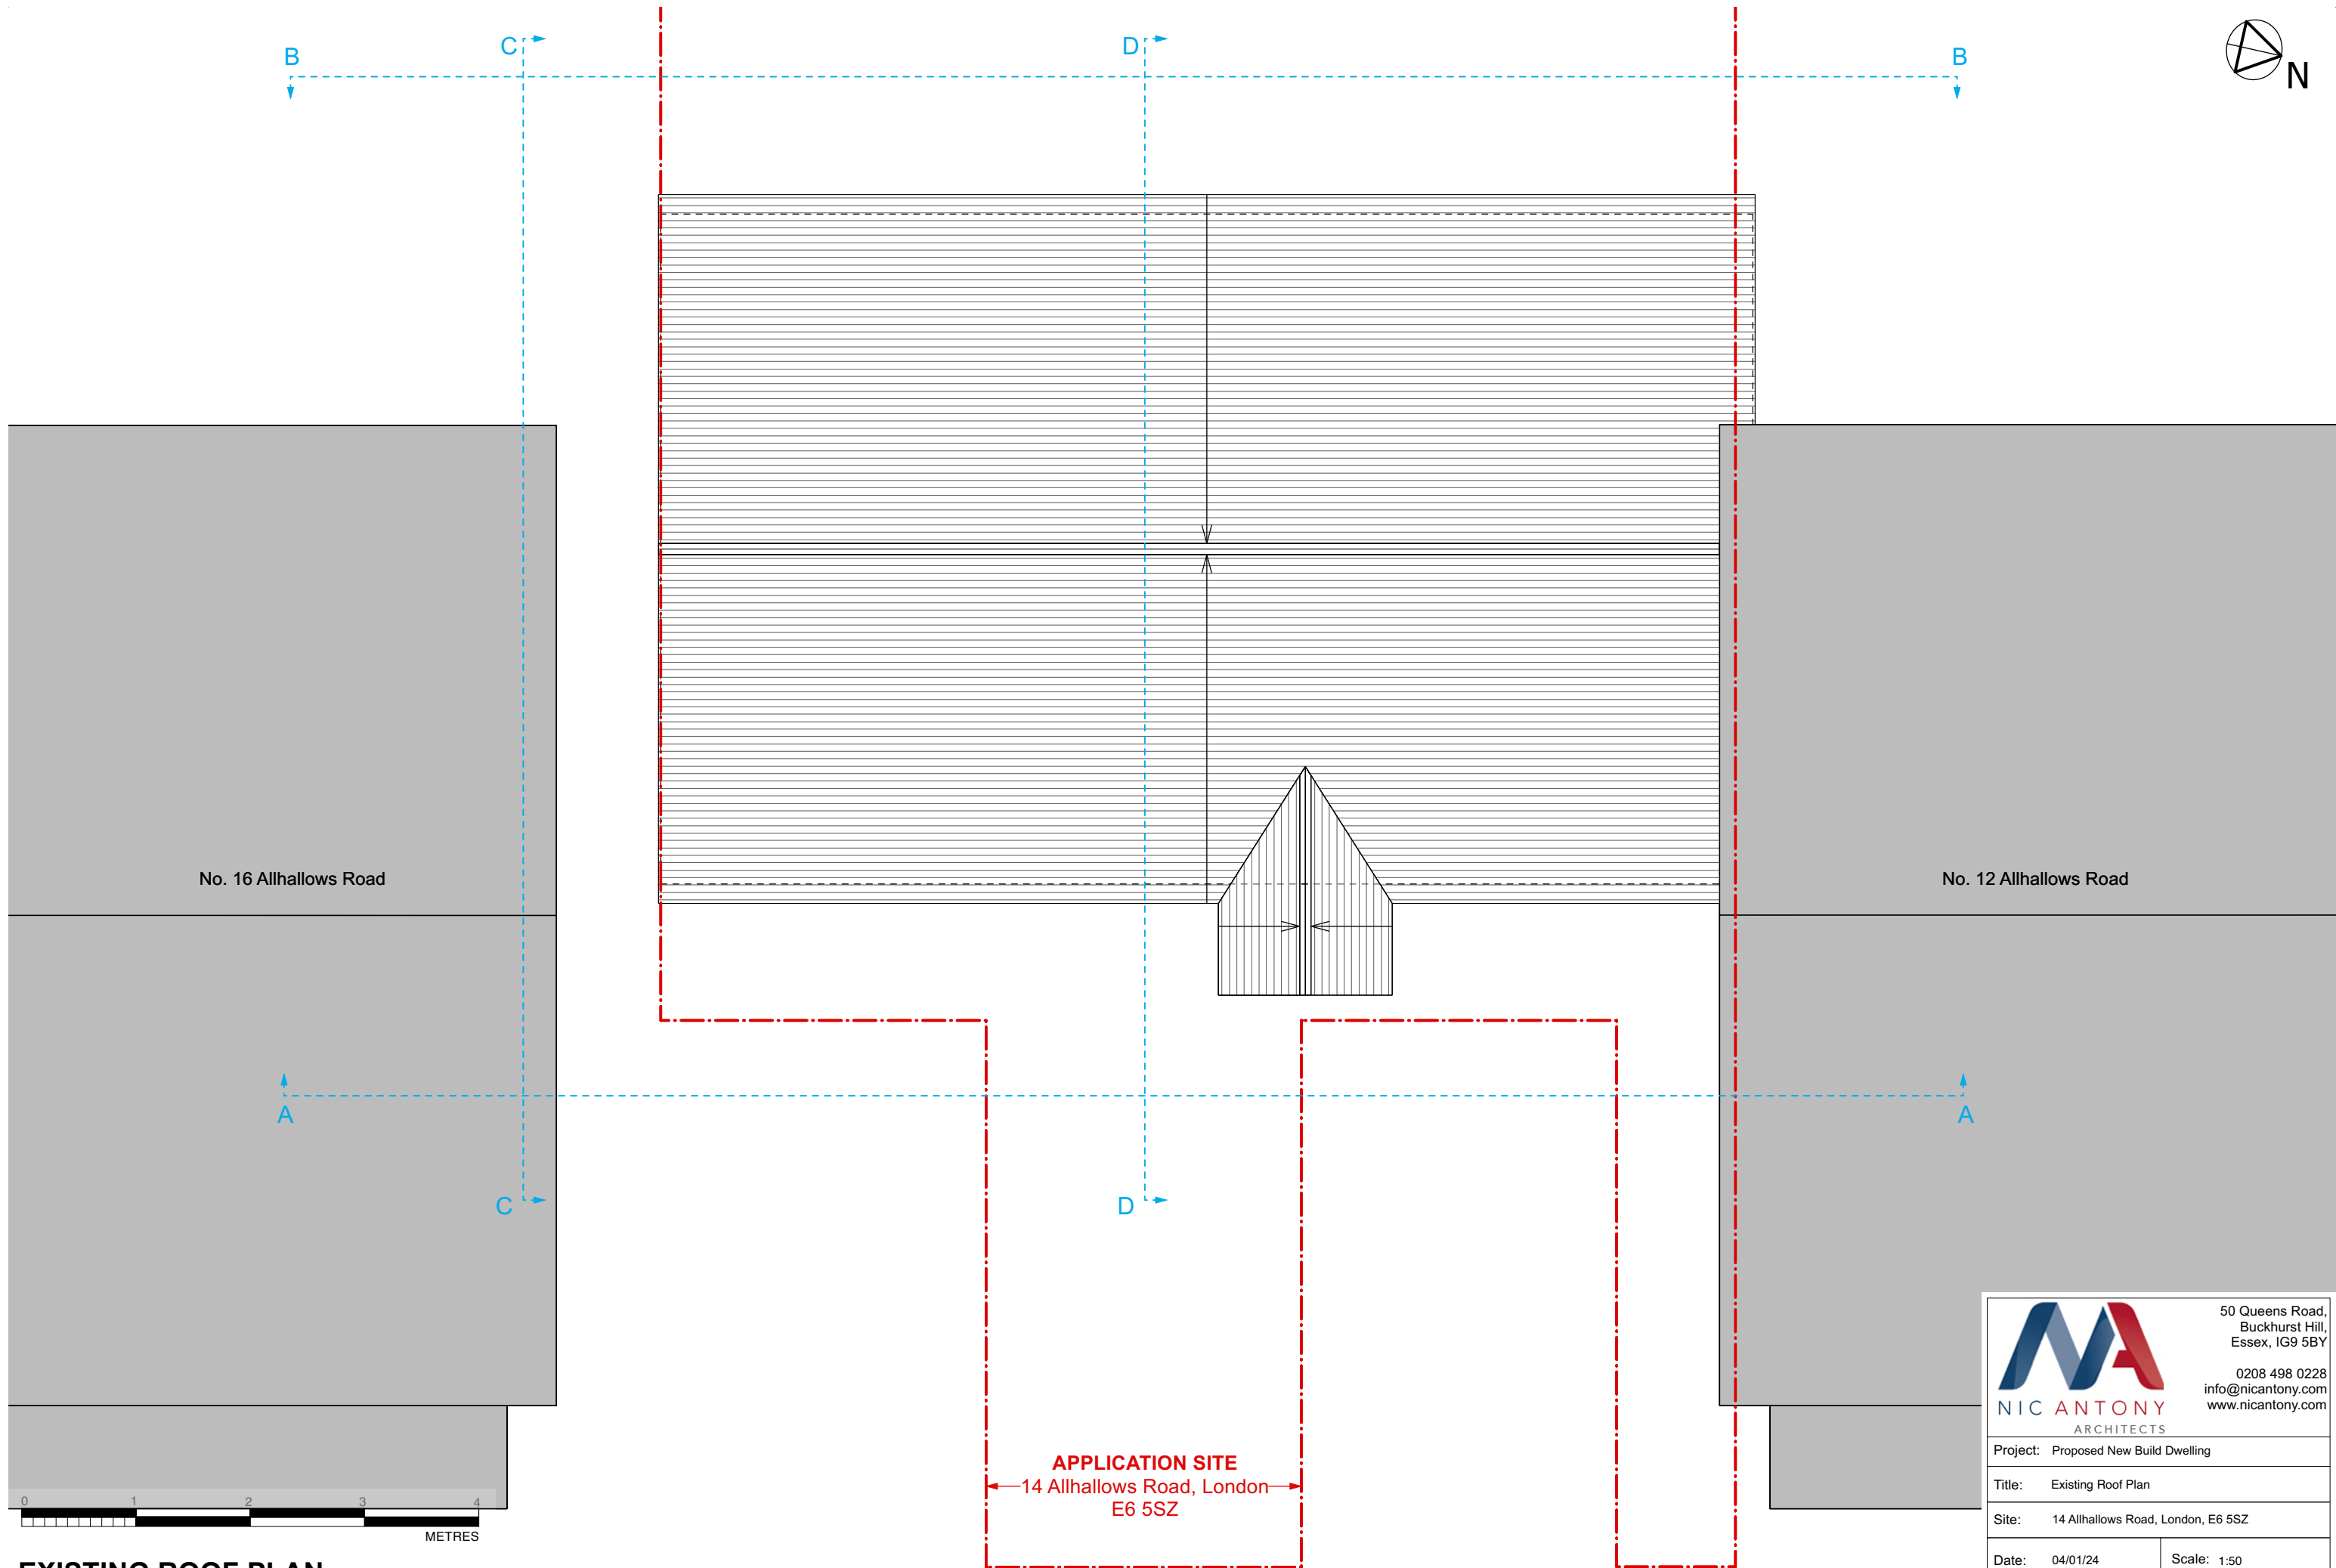 B
C
D
B
N
No. 16 Allhallows Road
No. 12 Allhallows Road
A
A
C
D
APPLICATION SITE
14 Allhallows Road, London
E6 5SZ
0 1 2 3 4
METRES
EXISTING ROOF PLAN
50 Queens Road,
Buckhurst Hill,
Essex, IG9 5BY
0208 498 0228
info@nicantony.com
www.nicantony.com
NIC ANTONY
ARCHITECTS
Project: Proposed New Build Dwelling
Title: Existing Roof Plan
Site: 14 Allhallows Road, London, E6 5SZ
Date: 04/01/24 Scale: 1:50